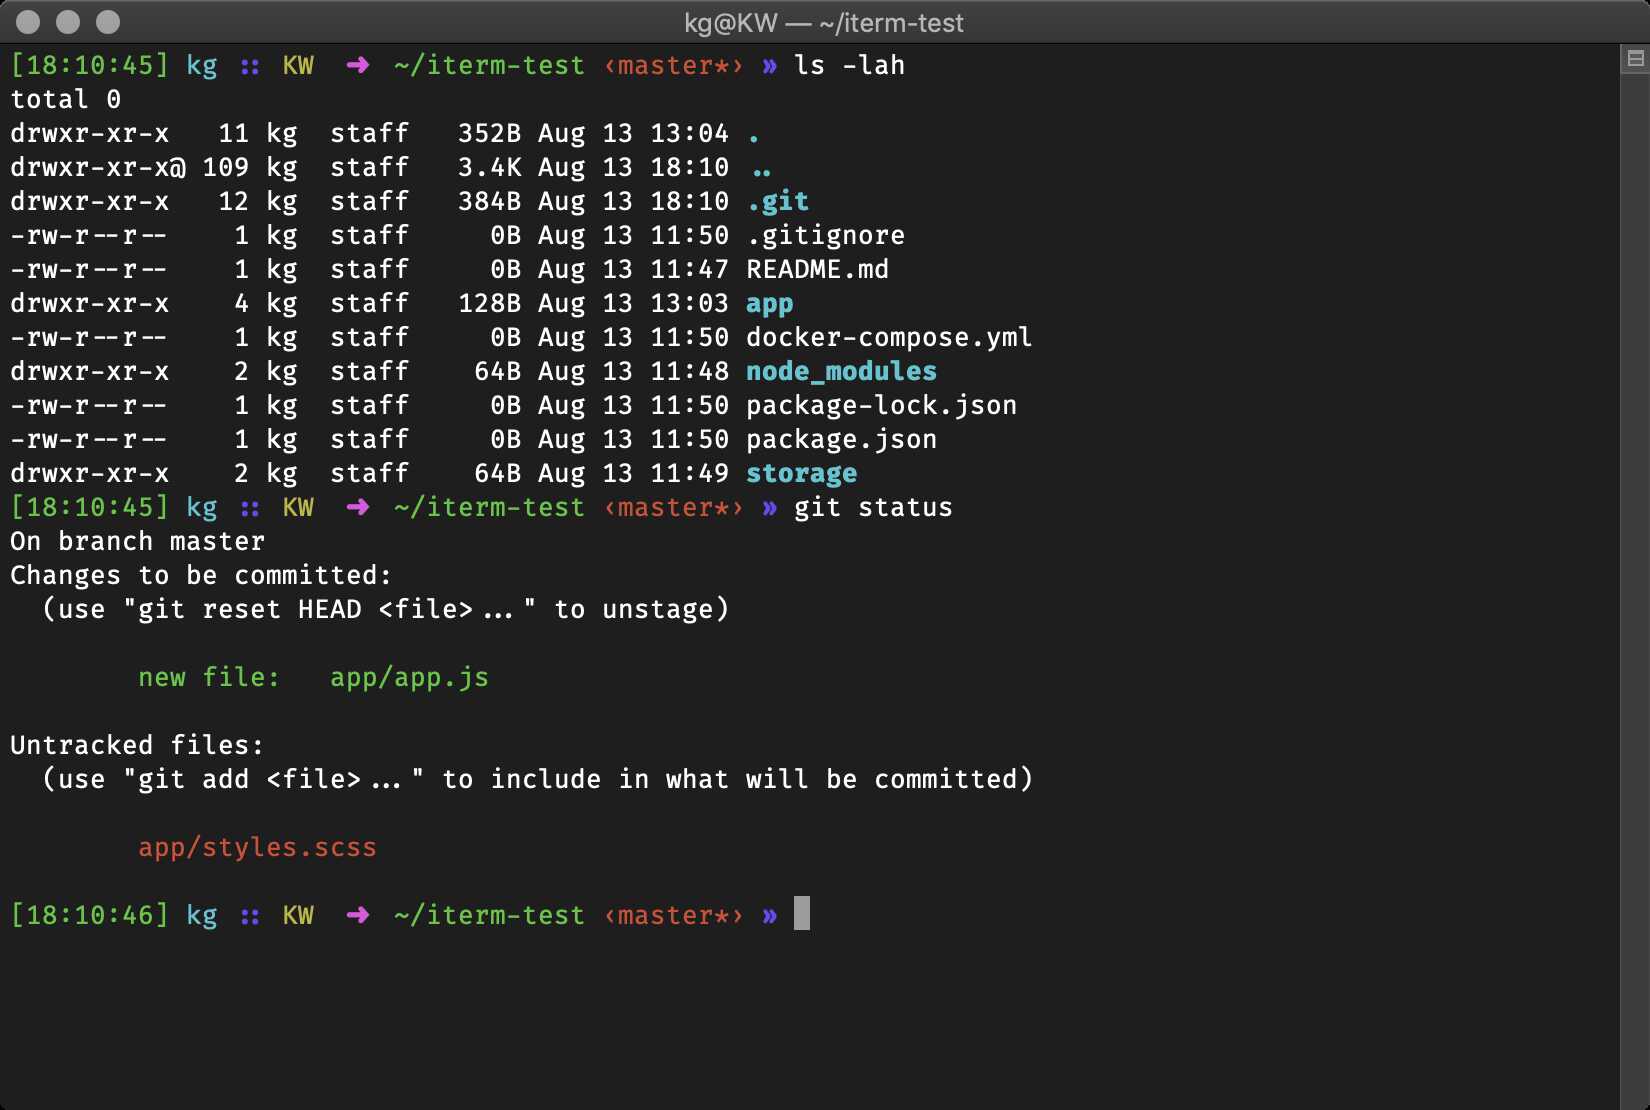 kg@KW — ~/iterm-test
[18:10:45] kg :: KW ➜ ~/iterm-test ‹master*› » ls -lah
total 0
drwxr-xr-x   11 kg  staff   352B Aug 13 13:04 .
drwxr-xr-x@ 109 kg  staff   3.4K Aug 13 18:10 ..
drwxr-xr-x   12 kg  staff   384B Aug 13 18:10 .git
-rw-r--r--    1 kg  staff     0B Aug 13 11:50 .gitignore
-rw-r--r--    1 kg  staff     0B Aug 13 11:47 README.md
drwxr-xr-x    4 kg  staff   128B Aug 13 13:03 app
-rw-r--r--    1 kg  staff     0B Aug 13 11:50 docker-compose.yml
drwxr-xr-x    2 kg  staff    64B Aug 13 11:48 node_modules
-rw-r--r--    1 kg  staff     0B Aug 13 11:50 package-lock.json
-rw-r--r--    1 kg  staff     0B Aug 13 11:50 package.json
drwxr-xr-x    2 kg  staff    64B Aug 13 11:49 storage
[18:10:45] kg :: KW ➜ ~/iterm-test ‹master*› » git status
On branch master
Changes to be committed:
  (use "git reset HEAD <file>..." to unstage)
        new file:   app/app.js
Untracked files:
  (use "git add <file>..." to include in what will be committed)
        app/styles.scss
[18:10:46] kg :: KW ➜ ~/iterm-test ‹master*› »